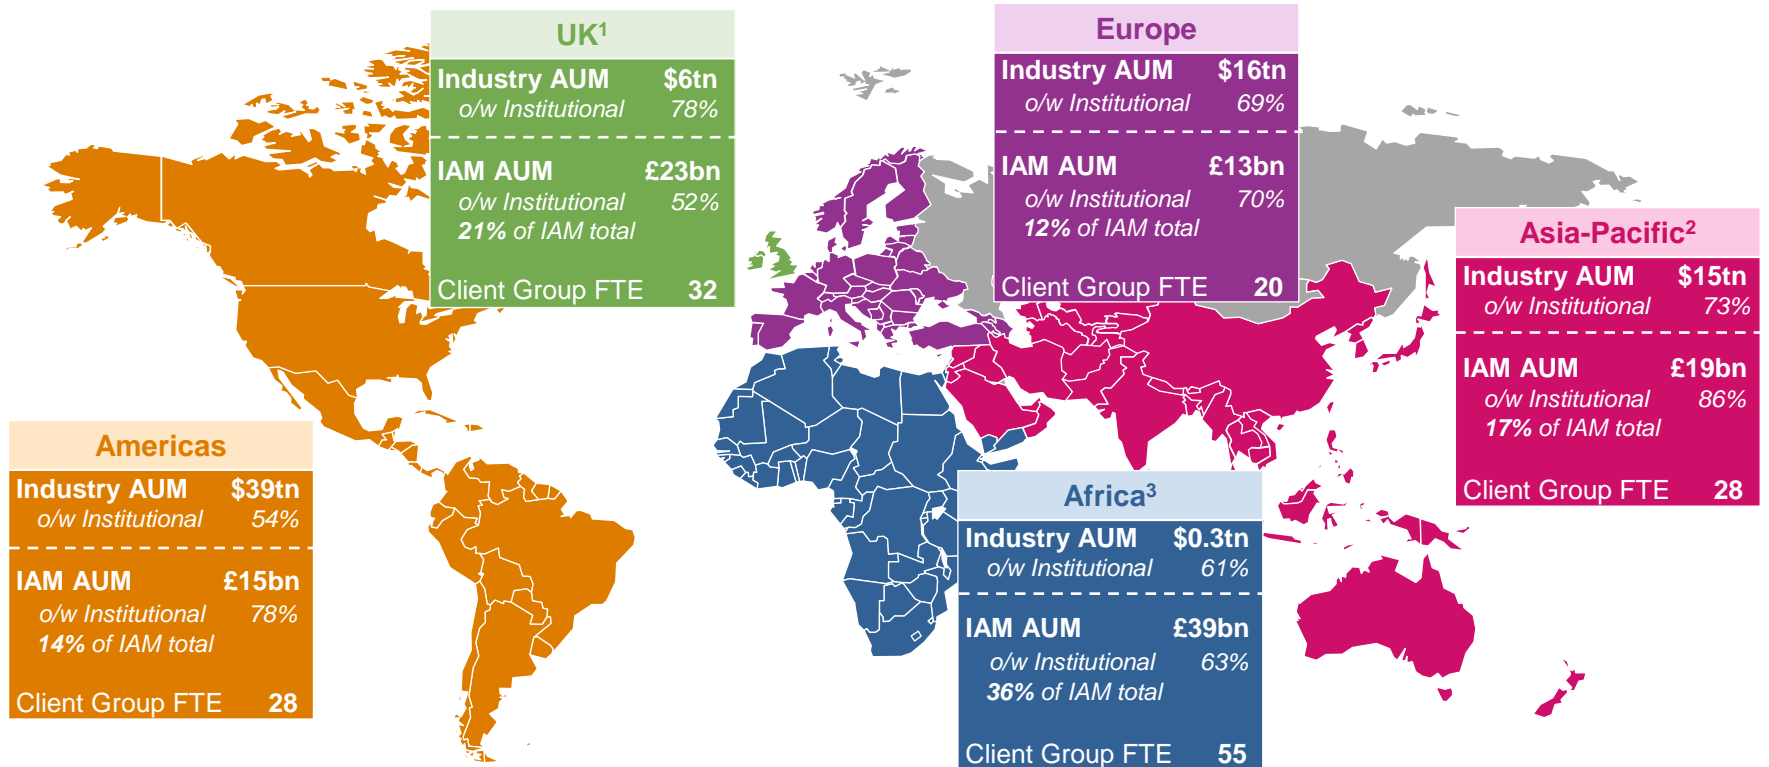 UK¹
Industry AUM $6tn
o/w Institutional 78%
IAM AUM £23bn
o/w Institutional 52%
21% of IAM total
Client Group FTE 32
Europe
Industry AUM $16tn
o/w Institutional 69%
IAM AUM £13bn
o/w Institutional 70%
12% of IAM total
Client Group FTE 20
Asia-Pacific²
Industry AUM $15tn
o/w Institutional 73%
IAM AUM £19bn
o/w Institutional 86%
17% of IAM total
Client Group FTE 28
Americas
Industry AUM $39tn
o/w Institutional 54%
IAM AUM £15bn
o/w Institutional 78%
14% of IAM total
Client Group FTE 28
Africa³
Industry AUM $0.3tn
o/w Institutional 61%
IAM AUM £39bn
o/w Institutional 63%
36% of IAM total
Client Group FTE 55